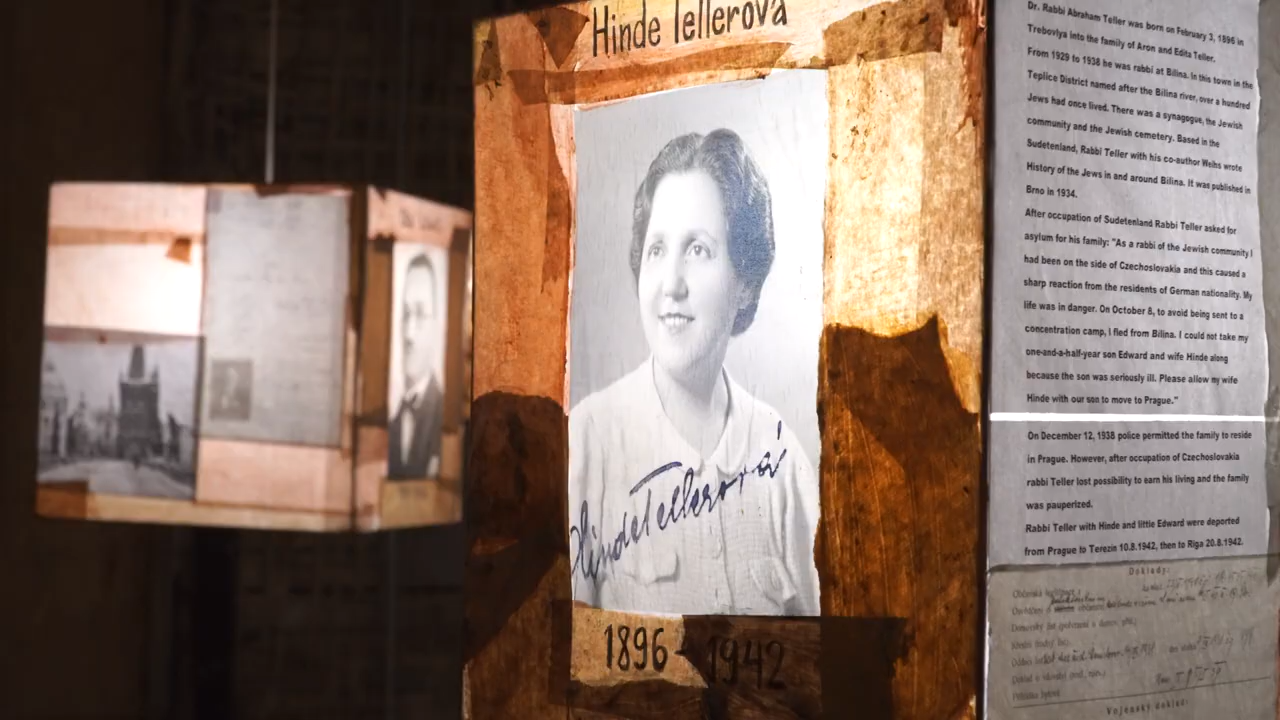 Hinde Tellerová
Hinde Tellerová
1896 - 1942
Dr. Rabbi Abraham Teller was born on February 3, 1896 in
Trebovlya into the family of Aron and Edita Teller.
From 1929 to 1938 he was rabbi at Bilina. In this town in the
Teplice District named after the Bilina river, over a hundred
Jews had once lived. There was a synagogue, the Jewish
community and the Jewish cemetery. Based in the
Sudetenland, Rabbi Teller with his co-author Weihs wrote
History of the Jews in and around Bilina. It was published in
Brno in 1934.
After occupation of Sudetenland Rabbi Teller asked for
asylum for his family: "As a rabbi of the Jewish community I
had been on the side of Czechoslovakia and this caused a
sharp reaction from the residents of German nationality. My
life was in danger. On October 8, to avoid being sent to a
concentration camp, I fled from Bilina. I could not take my
one-and-a-half-year son Edward and wife Hinde along
because the son was seriously ill. Please allow my wife
Hinde with our son to move to Prague."
On December 12, 1938 police permitted the family to reside
in Prague. However, after occupation of Czechoslovakia
rabbi Teller lost possibility to earn his living and the family
was pauperized.
Rabbi Teller with Hinde and little Edward were deported
from Prague to Terezin 10.8.1942, then to Riga 20.8.1942.
Doklady:
Vojenský doklad: